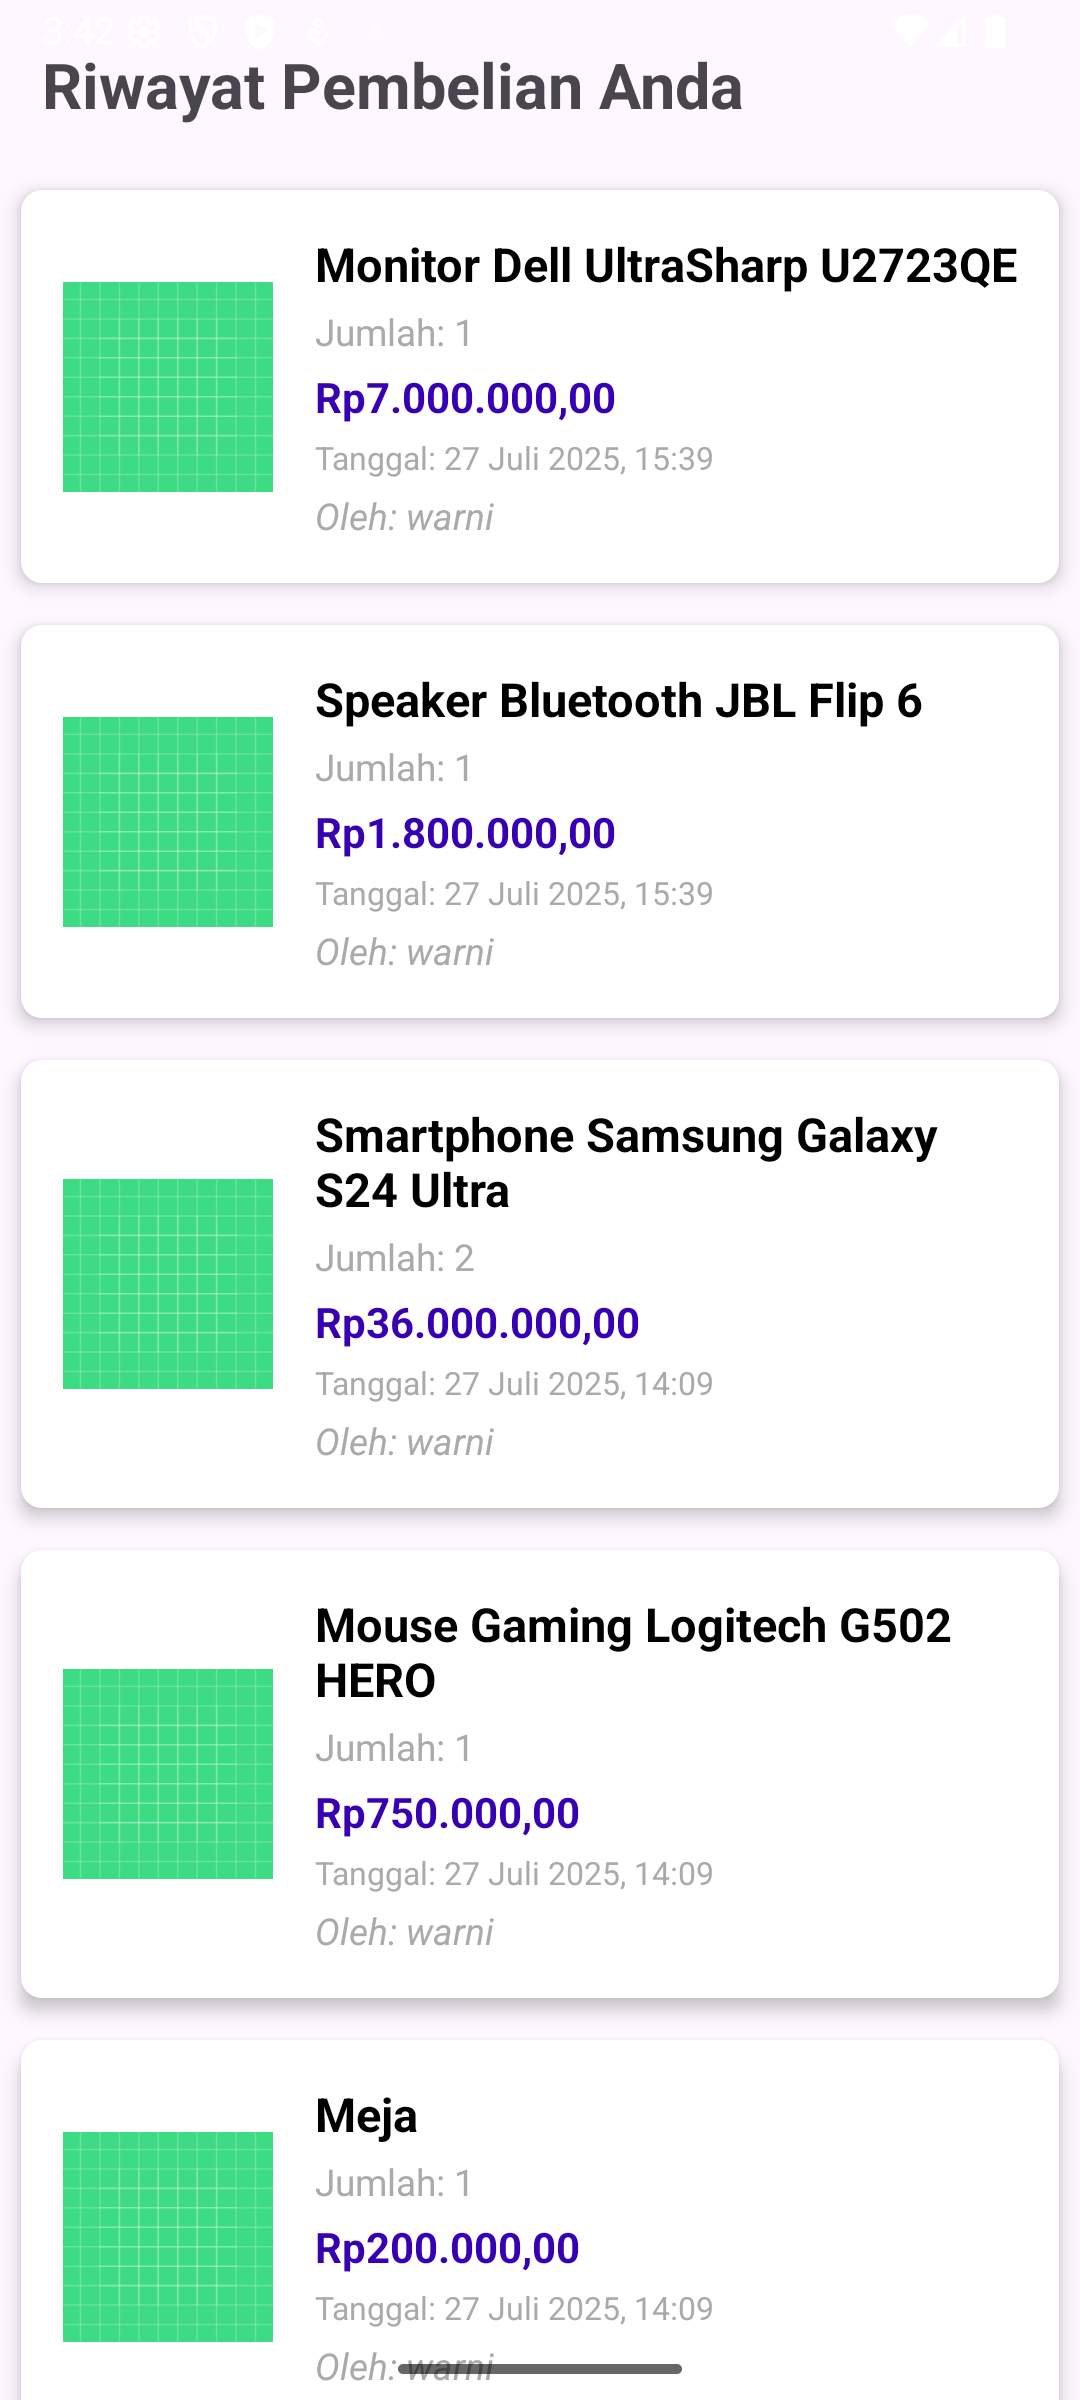 3:42
Riwayat Pembelian Anda
Monitor Dell UltraSharp U2723QE
Jumlah: 1
Rp7.000.000,00
Tanggal: 27 Juli 2025, 15:39
Oleh: warni
Speaker Bluetooth JBL Flip 6
Jumlah: 1
Rp1.800.000,00
Tanggal: 27 Juli 2025, 15:39
Oleh: warni
Smartphone Samsung Galaxy
S24 Ultra
Jumlah: 2
Rp36.000.000,00
Tanggal: 27 Juli 2025, 14:09
Oleh: warni
Mouse Gaming Logitech G502
HERO
Jumlah: 1
Rp750.000,00
Tanggal: 27 Juli 2025, 14:09
Oleh: warni
Meja
Jumlah: 1
Rp200.000,00
Tanggal: 27 Juli 2025, 14:09
Oleh: warni